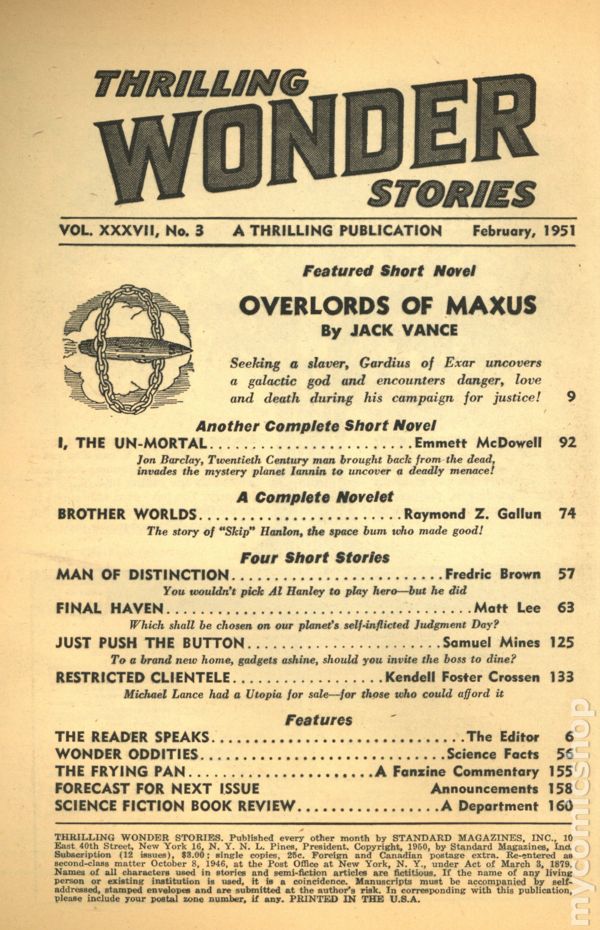 THRILLING
WONDER
STORIES
VOL. XXXVII, No. 3 A THRILLING PUBLICATION February, 1951
Featured Short Novel
OVERLORDS OF MAXUS
By JACK VANCE
Seeking a slaver, Gardius of Exar uncovers
a galactic god and encounters danger, love
and death during his campaign for justice! 9
Another Complete Short Novel
I, THE UN-MORTAL........................Emmett McDowell 92
Jon Barclay, Twentieth Century man brought back from the dead,
invades the mystery planet Iannin to uncover a deadly menace!
A Complete Novelet
BROTHER WORLDS........................Raymond Z. Gallun 74
The story of "Skip" Hanlon, the space bum who made good!
Four Short Stories
MAN OF DISTINCTION........................Fredric Brown 57
You wouldn't pick Al Hanley to play hero—but he did
FINAL HAVEN........................Matt Lee 63
Which shall be chosen on our planet's self-inflicted Judgment Day?
JUST PUSH THE BUTTON........................Samuel Mines 125
To a brand new home, gadgets ashine, should you invite the boss to dine?
RESTRICTED CLIENTELE................Kendell Foster Crossen 133
Michael Lance had a Utopia for sale—for those who could afford it
Features
THE READER SPEAKS........................The Editor 6
WONDER ODDITIES........................Science Facts 56
THE FRYING PAN....................A Fanzine Commentary 155
FORECAST FOR NEXT ISSUE Announcements 158
SCIENCE FICTION BOOK REVIEW................A Department 160
THRILLING WONDER STORIES. Published every other month by STANDARD MAGAZINES, INC., 10
East 40th Street, New York 16, N. Y. N. L. Pines, President. Copyright, 1950, by Standard Magazines, Inc.
Subscription (12 issues), $3.00; single copies, 25c. Foreign and Canadian postage extra. Re-entered as
second-class matter October 8, 1946, at the Post Office at New York, N. Y., under Act of March 3, 1879.
Names of all characters used in stories and semi-fiction articles are fictitious. If the name of any living
person or existing institution is used, it is a coincidence. Manuscripts must be accompanied by self-
addressed, stamped envelopes and are submitted at the author's risk. In corresponding with this publication,
please include your postal zone number, if any. PRINTED IN THE U.S.A.
mycomicshop